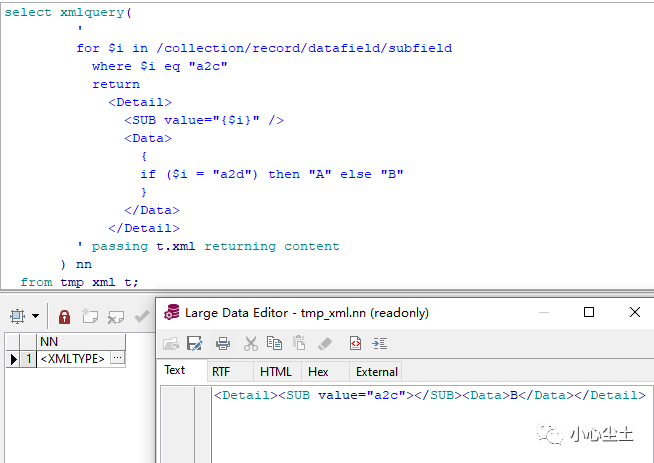 select xmlquery(
'
for $i in /collection/record/datafield/subfield
where $i eq "a2c"
return
<Detail>
<SUB value="{$i}" />
<Data>
{
if ($i = "a2d") then "A" else "B"
}
</Data>
</Detail>
' passing t.xml returning content
) nn
from tmp_xml t;
NN
1 <XMLTYPE> ...
Large Data Editor - tmp_xml.nn (readonly)
Text RTF HTML Hex External
<Detail><SUB value="a2c"></SUB><Data>B</Data></Detail>
小心尘土